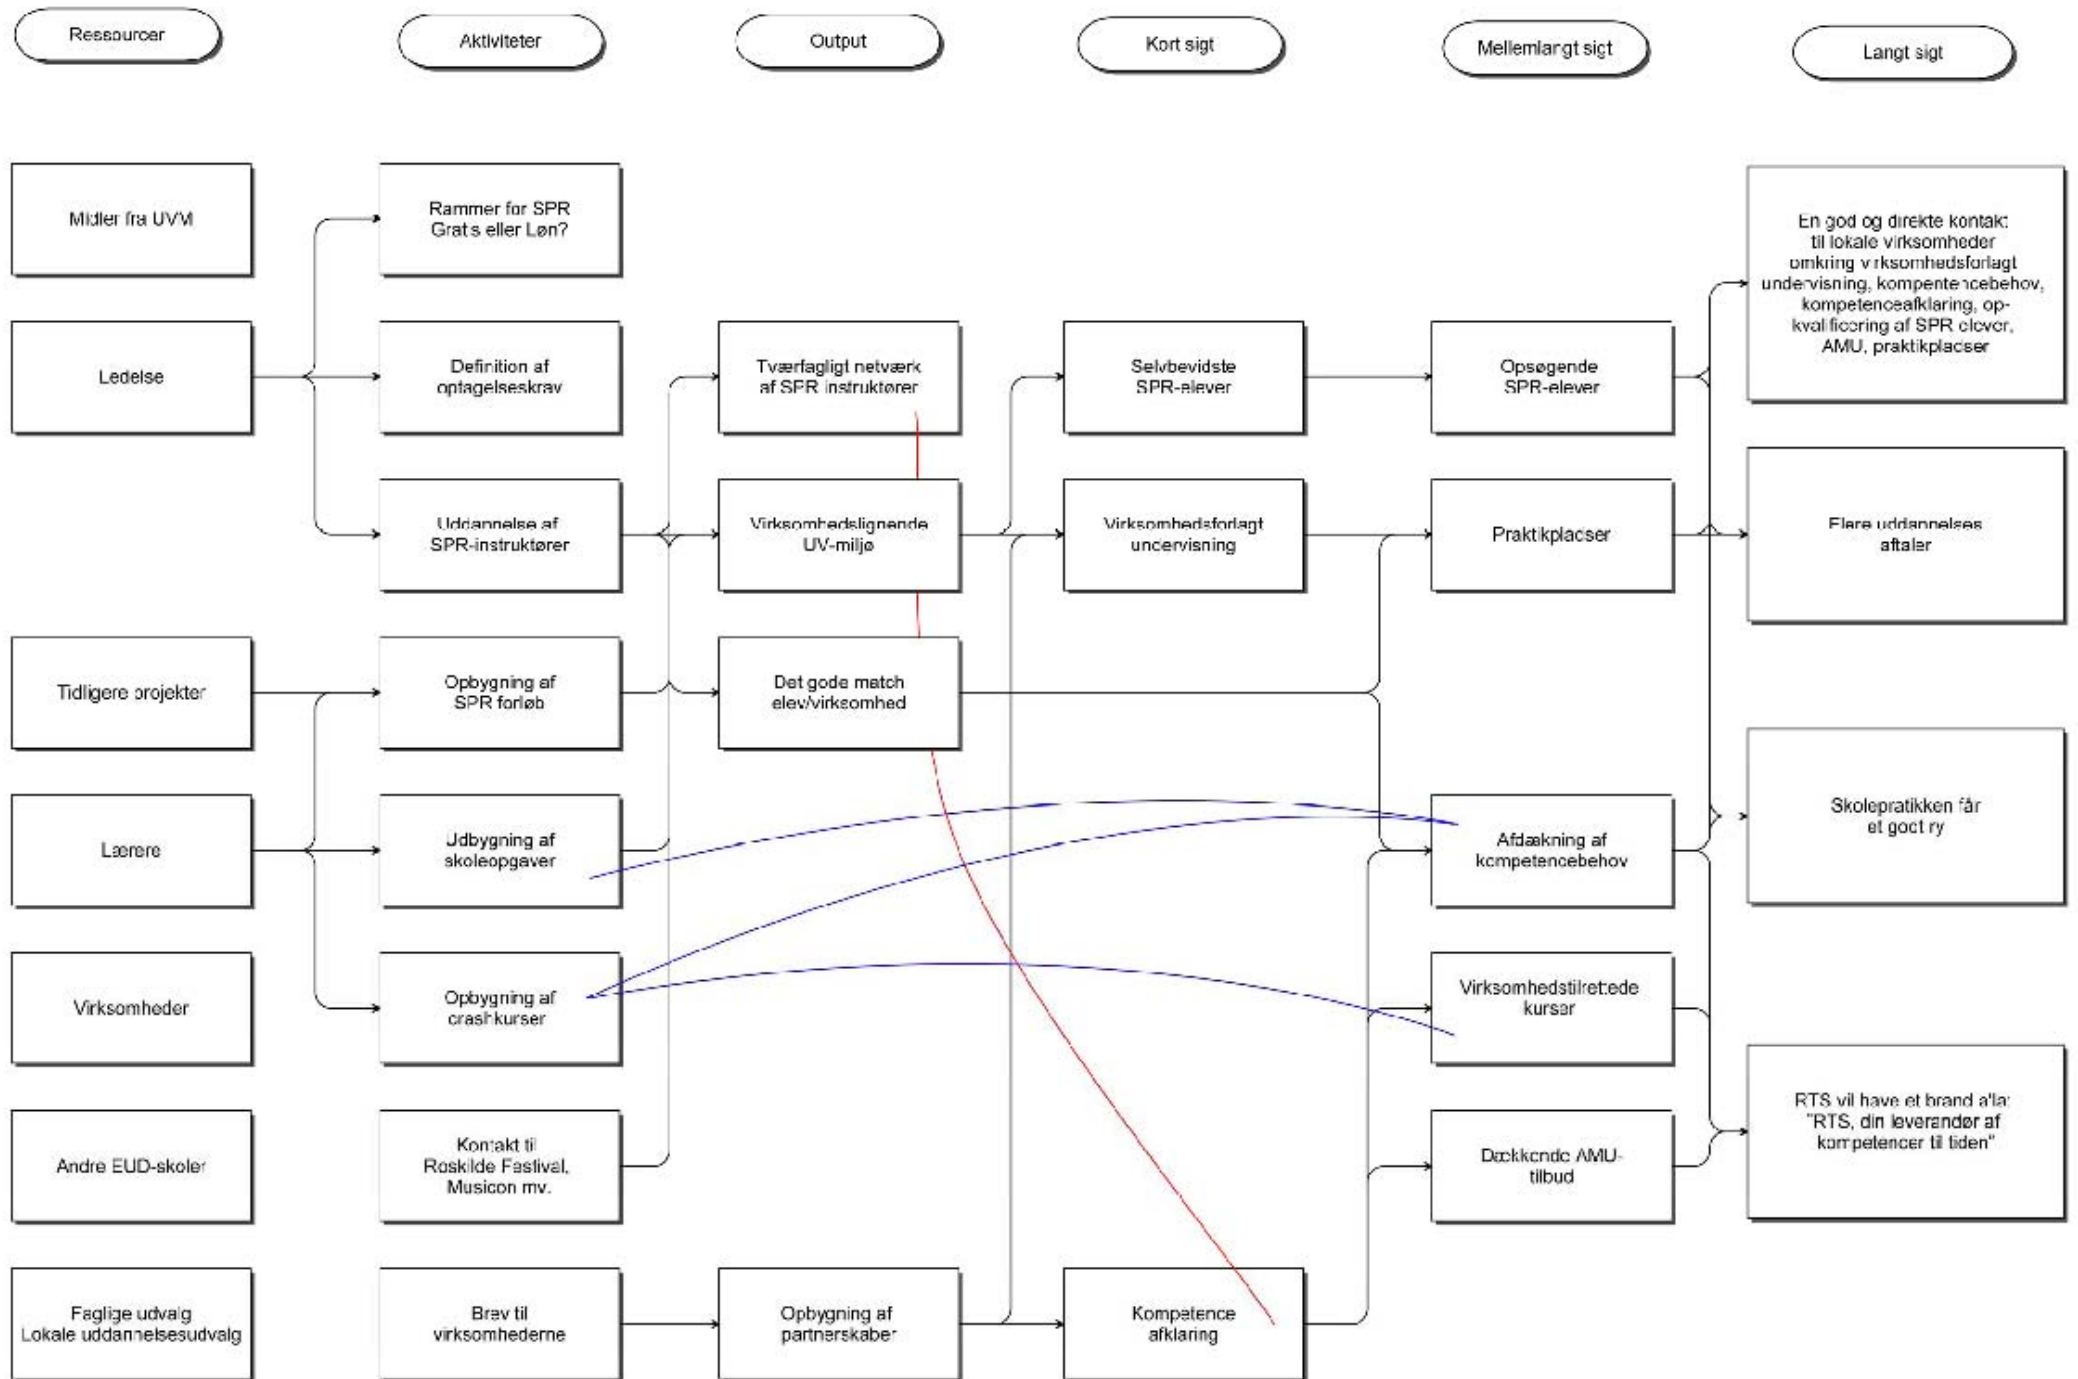 Ressourcer
Aktiviteter
Output
Kort sigt
Mellemlangt sigt
Langt sigt
Midler fra UVM
Rammer for SPR
Gratis eller Løn?
En god og direkte kontakt
til lokale virksomheder
omkring virksomhedsforlagt
undervisning, kompentencebehov,
kompetenceafklaring, op-
kvalificering af SPR elever,
AMU, praktikpladser
Ledelse
Definition af
optagelseskrav
Tværfagligt netværk
af SPR instruktører
Selvbevidste
SPR-elever
Opsøgende
SPR-elever
Uddannelse af
SPR-instruktører
Virksomhedslignende
UV-miljø
Virksomhedsforlagt
undervisning
Praktikpladser
Flere uddannelses
aftaler
Tidligere projekter
Opbygning af
SPR forløb
Det gode match
elev/virksomhed
Lærere
Udbygning af
skoleopgaver
Afdækning af
kompetencebehov
Skolepratikken får
et godt ry
Virksomheder
Opbygning af
crashkurser
Virksomhedstilrettede
kurser
Andre EUD-skoler
Kontakt til
Roskilde Festival,
Musicon mv.
Dækkende AMU-
tilbud
RTS vil have et brand a'la:
"RTS, din leverandør af
kompetencer til tiden"
Faglige udvalg
Lokale uddannelsesudvalg
Brev til
virksomhederne
Opbygning af
partnerskaber
Kompetence
afklaring